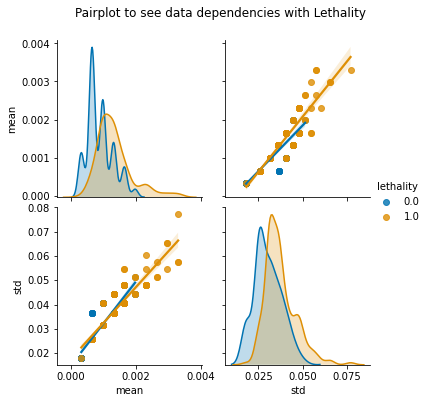 Pairplot to see data dependencies with Lethality
0.004
0.003
0.002
0.001
0.000
mean
lethality
0.0
1.0
0.08
0.07
0.06
0.05
0.04
0.03
0.02
std
0.000 0.002 0.004
mean
0.025 0.050 0.075
std